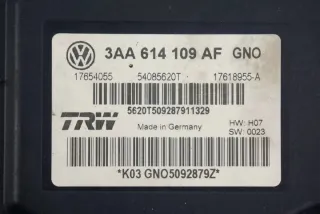 3AA 614 109 AF GNO
17654055 54085620T 17618955-A
5620T509287911329
TRW Made in Germany HW: H07
SW: 0023
*K03 GNO5092879Z*